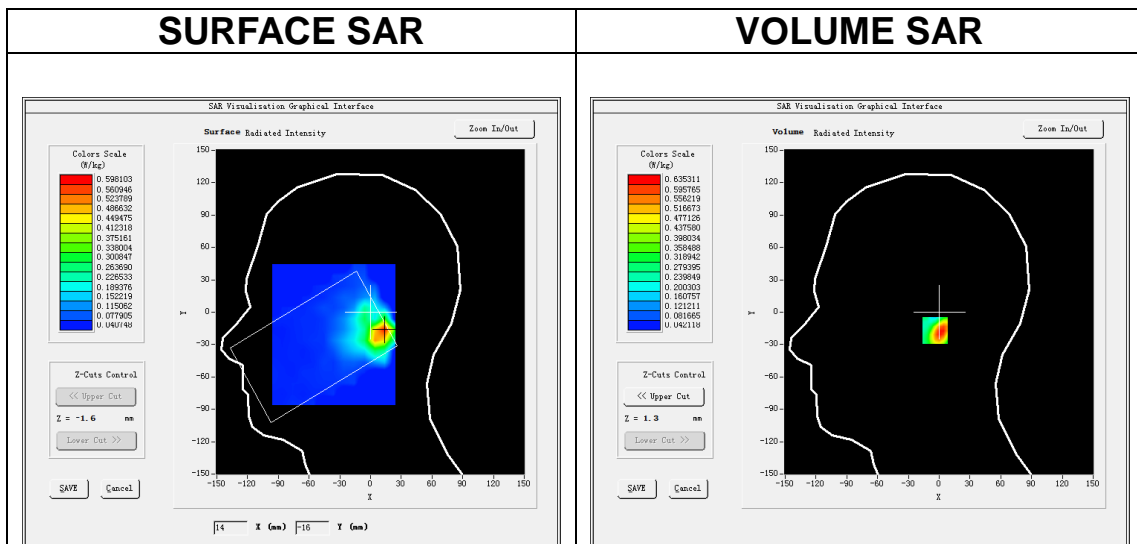 SURFACE SAR
VOLUME SAR
SAR Visualisation Graphical Interface
Surface Radiated Intensity
Zoom In/Out
Colors Scale
(W/kg)
0.598103
0.560946
0.523789
0.486632
0.449475
0.412318
0.375161
0.338004
0.300847
0.263690
0.226533
0.189376
0.152219
0.115062
0.077905
0.040748
150
120
90
60
30
0
-30
-60
-90
-120
-150
Y
-150 -120 -90 -60 -30 0 30 60 90 120 150
X
Z-Cuts Control
<< Upper Cut
Z = -1.6 mm
Lower Cut >>
SAVE Cancel
14 X (mm) -16 Y (mm)
SAR Visualisation Graphical Interface
Volume Radiated Intensity
Zoom In/Out
Colors Scale
(W/kg)
0.635311
0.595765
0.556219
0.516673
0.477126
0.437580
0.398034
0.358488
0.318942
0.279395
0.239849
0.200303
0.160757
0.121211
0.081665
0.042118
150
120
90
60
30
0
-30
-60
-90
-120
-150
Y
-150 -120 -90 -60 -30 0 30 60 90 120 150
X
Z-Cuts Control
<< Upper Cut
Z = 1.3 mm
Lower Cut >>
SAVE Cancel